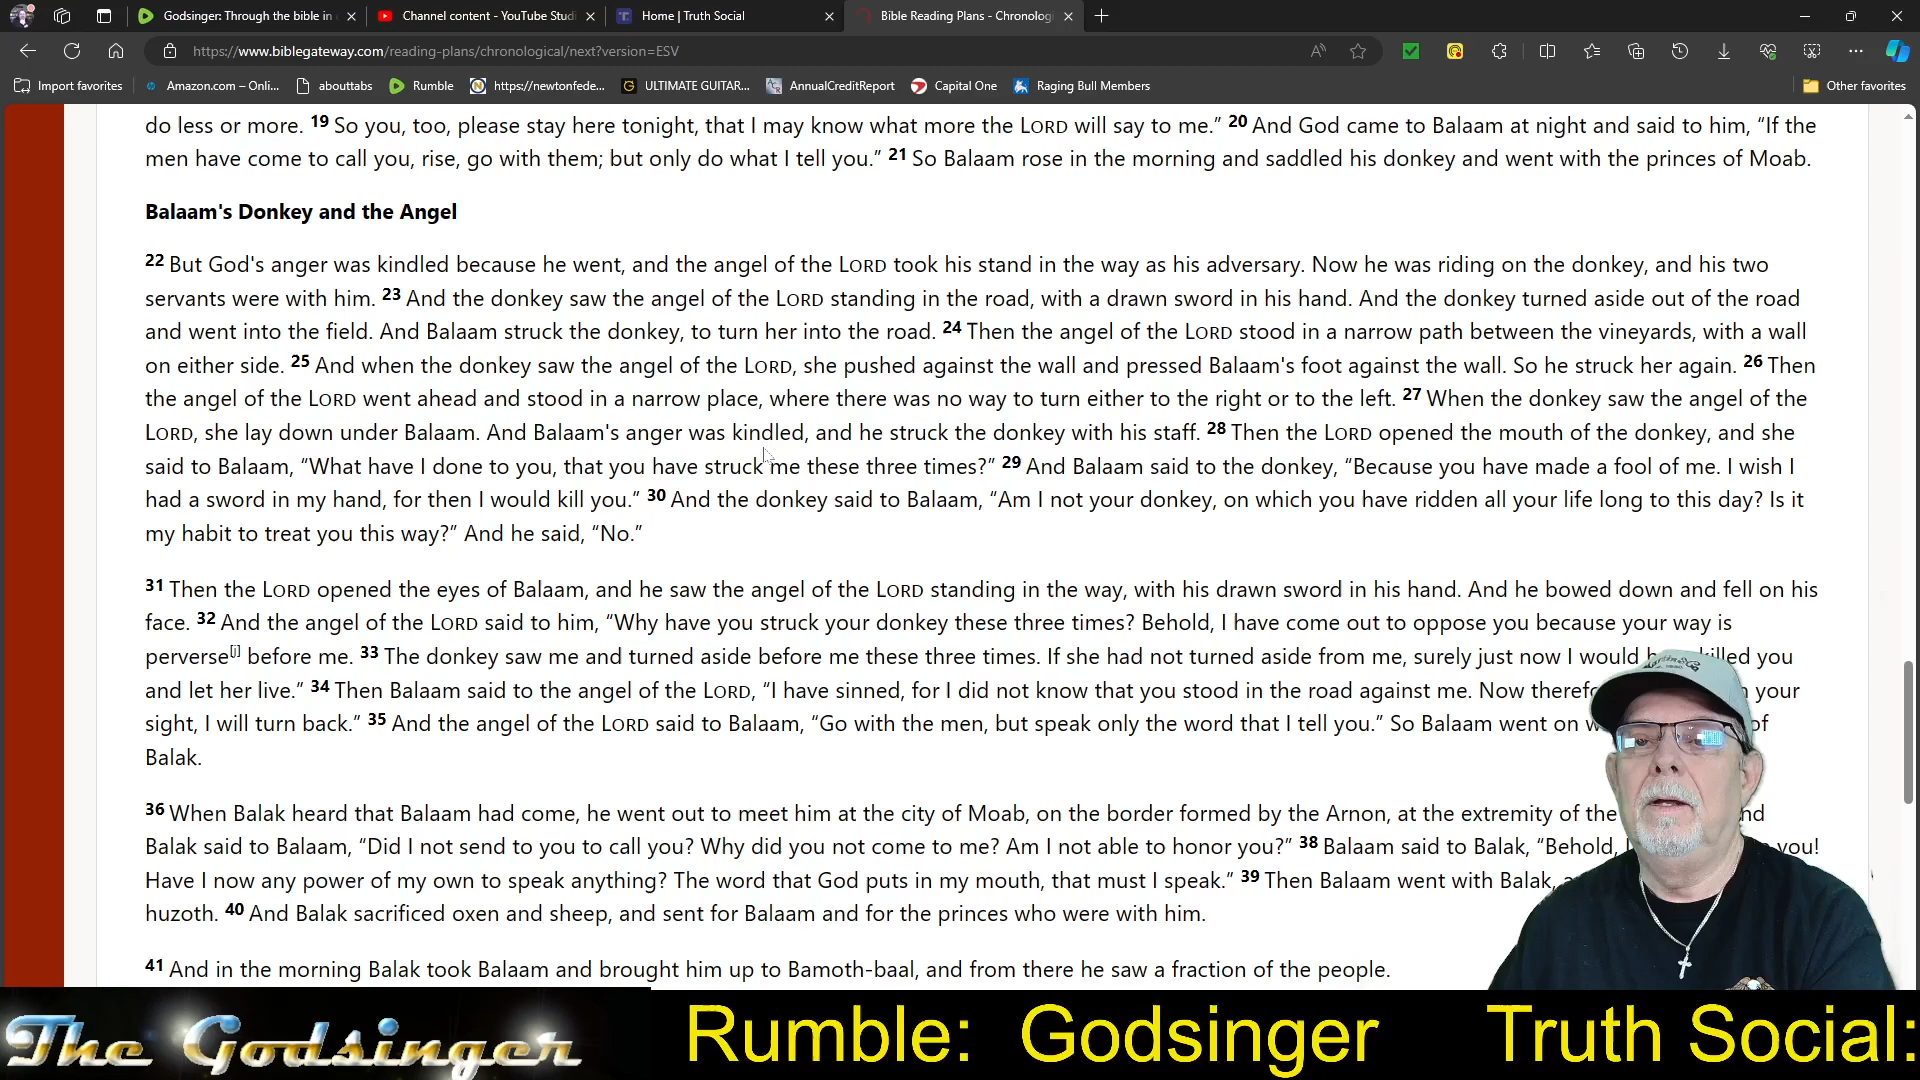 Godsinger: Through the bible in
Channel content - YouTube Studi
Home | Truth Social
Bible Reading Plans - Chronolog
https://www.biblegateway.com/reading-plans/chronological/next?version=ESV
Import favorites
Amazon.com – Onli...
abouttabs
Rumble
https://newtonfede...
ULTIMATE GUITAR...
AnnualCreditReport
Capital One
Raging Bull Members
Other favorites
do less or more. 19 So you, too, please stay here tonight, that I may know what more the LORD will say to me.” 20 And God came to Balaam at night and said to him, “If the
men have come to call you, rise, go with them; but only do what I tell you.” 21 So Balaam rose in the morning and saddled his donkey and went with the princes of Moab.
Balaam's Donkey and the Angel
22 But God's anger was kindled because he went, and the angel of the LORD took his stand in the way as his adversary. Now he was riding on the donkey, and his two
servants were with him. 23 And the donkey saw the angel of the LORD standing in the road, with a drawn sword in his hand. And the donkey turned aside out of the road
and went into the field. And Balaam struck the donkey, to turn her into the road. 24 Then the angel of the LORD stood in a narrow path between the vineyards, with a wall
on either side. 25 And when the donkey saw the angel of the LORD, she pushed against the wall and pressed Balaam's foot against the wall. So he struck her again. 26 Then
the angel of the LORD went ahead and stood in a narrow place, where there was no way to turn either to the right or to the left. 27 When the donkey saw the angel of the
LORD, she lay down under Balaam. And Balaam's anger was kindled, and he struck the donkey with his staff. 28 Then the LORD opened the mouth of the donkey, and she
said to Balaam, “What have I done to you, that you have struck me these three times?” 29 And Balaam said to the donkey, “Because you have made a fool of me. I wish I
had a sword in my hand, for then I would kill you.” 30 And the donkey said to Balaam, “Am I not your donkey, on which you have ridden all your life long to this day? Is it
my habit to treat you this way?” And he said, “No.”
31 Then the LORD opened the eyes of Balaam, and he saw the angel of the LORD standing in the way, with his drawn sword in his hand. And he bowed down and fell on his
face. 32 And the angel of the LORD said to him, “Why have you struck your donkey these three times? Behold, I have come out to oppose you because your way is
perverse[j] before me. 33 The donkey saw me and turned aside before me these three times. If she had not turned aside from me, surely just now I would killed you
and let her live.” 34 Then Balaam said to the angel of the LORD, “I have sinned, for I did not know that you stood in the road against me. Now your
sight, I will turn back.” 35 And the angel of the LORD said to Balaam, “Go with the men, but speak only the word that I tell you.” So Balaam went on of
Balak.
36 When Balak heard that Balaam had come, he went out to meet him at the city of Moab, on the border formed by the Arnon, at the extremity of the
Balak said to Balaam, “Did I not send to you to call you? Why did you not come to me? Am I not able to honor you?” 38 Balaam said to Balak, “Behold, you!
Have I now any power of my own to speak anything? The word that God puts in my mouth, that must I speak.” 39 Then Balaam went with Balak,
huzoth. 40 And Balak sacrificed oxen and sheep, and sent for Balaam and for the princes who were with him.
41 And in the morning Balak took Balaam and brought him up to Bamoth-baal, and from there he saw a fraction of the people.
The Godsinger
Rumble: Godsinger Truth Social: